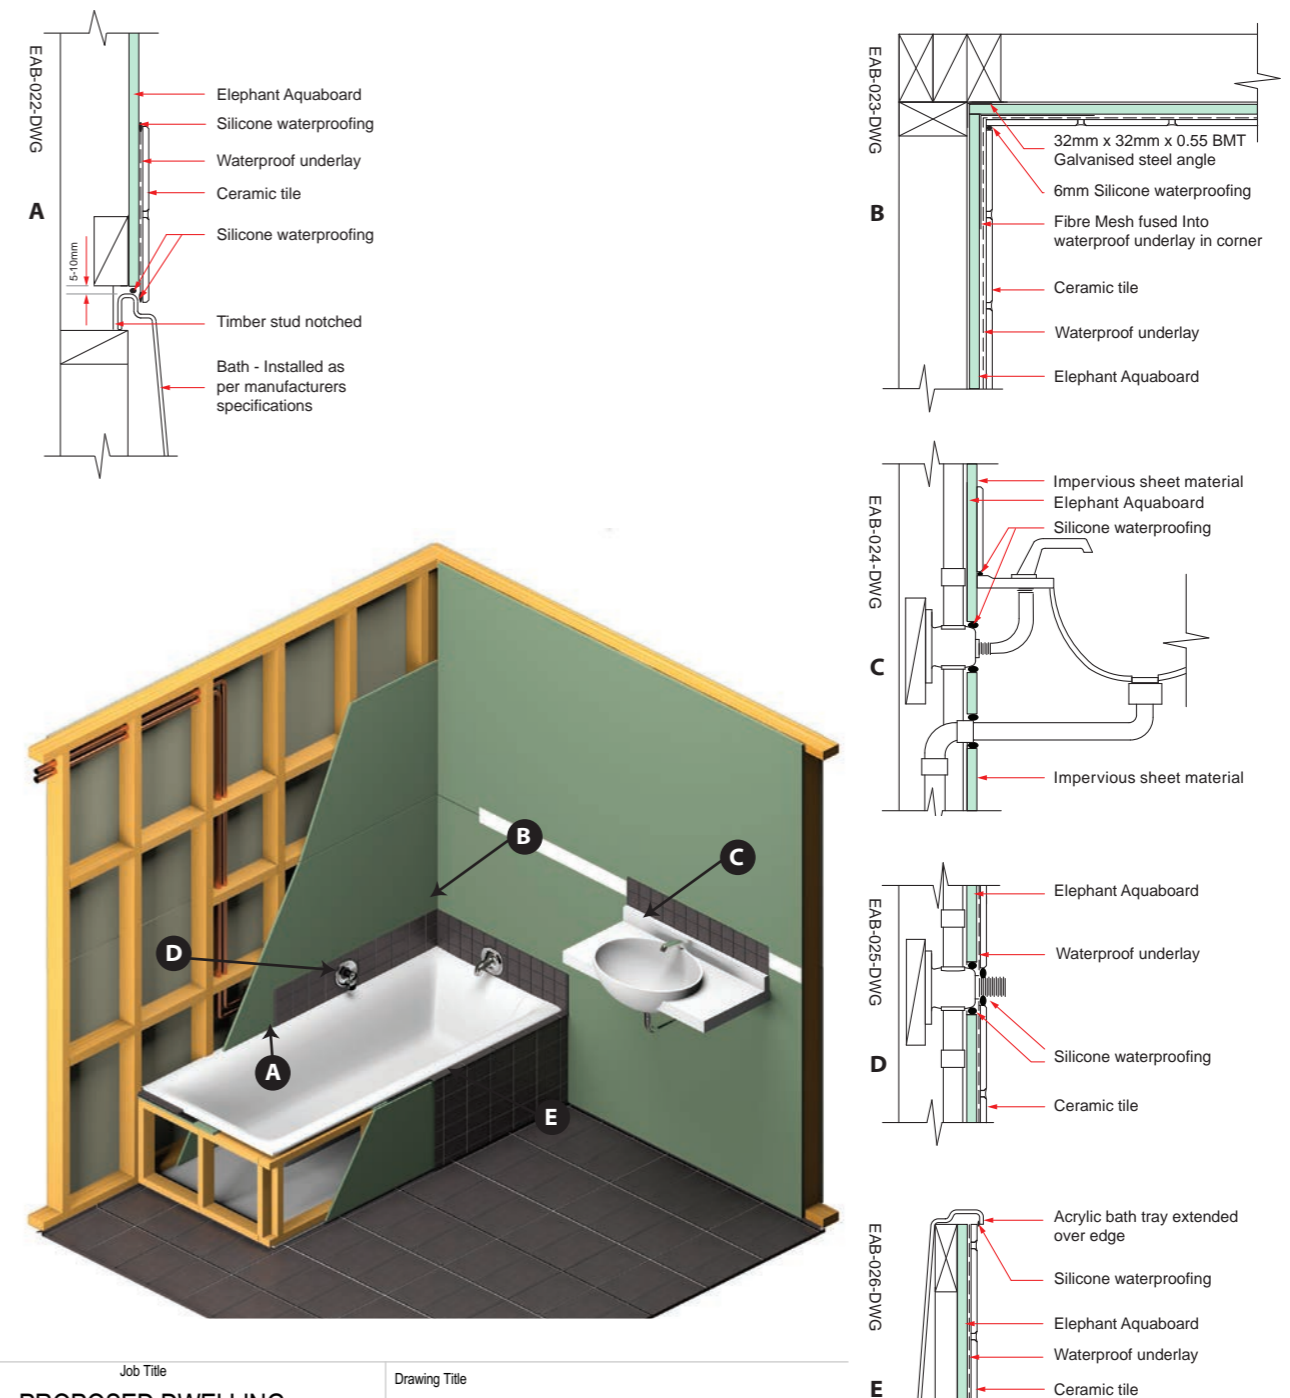 EAB-022-DWG
A
Elephant Aquaboard
Silicone waterproofing
Waterproof underlay
Ceramic tile
Silicone waterproofing
5-10mm
Timber stud notched
Bath - Installed as
per manufacturers
specifications
EAB-023-DWG
B
32mm x 32mm x 0.55 BMT
Galvanised steel angle
6mm Silicone waterproofing
Fibre Mesh fused Into
waterproof underlay in corner
Ceramic tile
Waterproof underlay
Elephant Aquaboard
EAB-024-DWG
C
Impervious sheet material
Elephant Aquaboard
Silicone waterproofing
Impervious sheet material
B
C
D
A
E
EAB-025-DWG
D
Elephant Aquaboard
Waterproof underlay
Silicone waterproofing
Ceramic tile
EAB-026-DWG
E
Acrylic bath tray extended
over edge
Silicone waterproofing
Elephant Aquaboard
Waterproof underlay
Ceramic tile
Job Title
PROPOSED DWELLING
Drawing Title